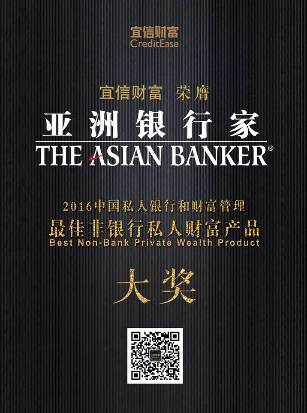 宜信财富
CreditEase
宜信财富 荣膺
亚洲银行家
THE ASIAN BANKER®
2016中国私人银行和财富管理
最佳非银行私人财富产品
Best Non-Bank Private Wealth Product
大奖